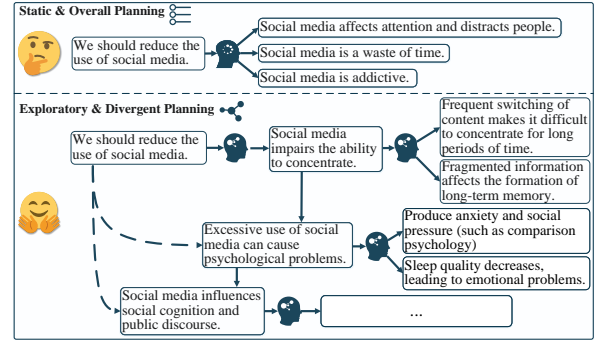 Static & Overall Planning
We should reduce the
use of social media.
Social media affects attention and distracts people.
Social media is a waste of time.
Social media is addictive.
Exploratory & Divergent Planning
We should reduce the
use of social media.
Social media
impairs the ability
to concentrate.
Frequent switching of
content makes it difficult
to concentrate for long
periods of time.
Fragmented information
affects the formation of
long-term memory.
Excessive use of social
media can cause
psychological problems.
Produce anxiety and social
pressure (such as comparison
psychology)
Sleep quality decreases,
leading to emotional problems.
Social media influences
social cognition and
public discourse.
...